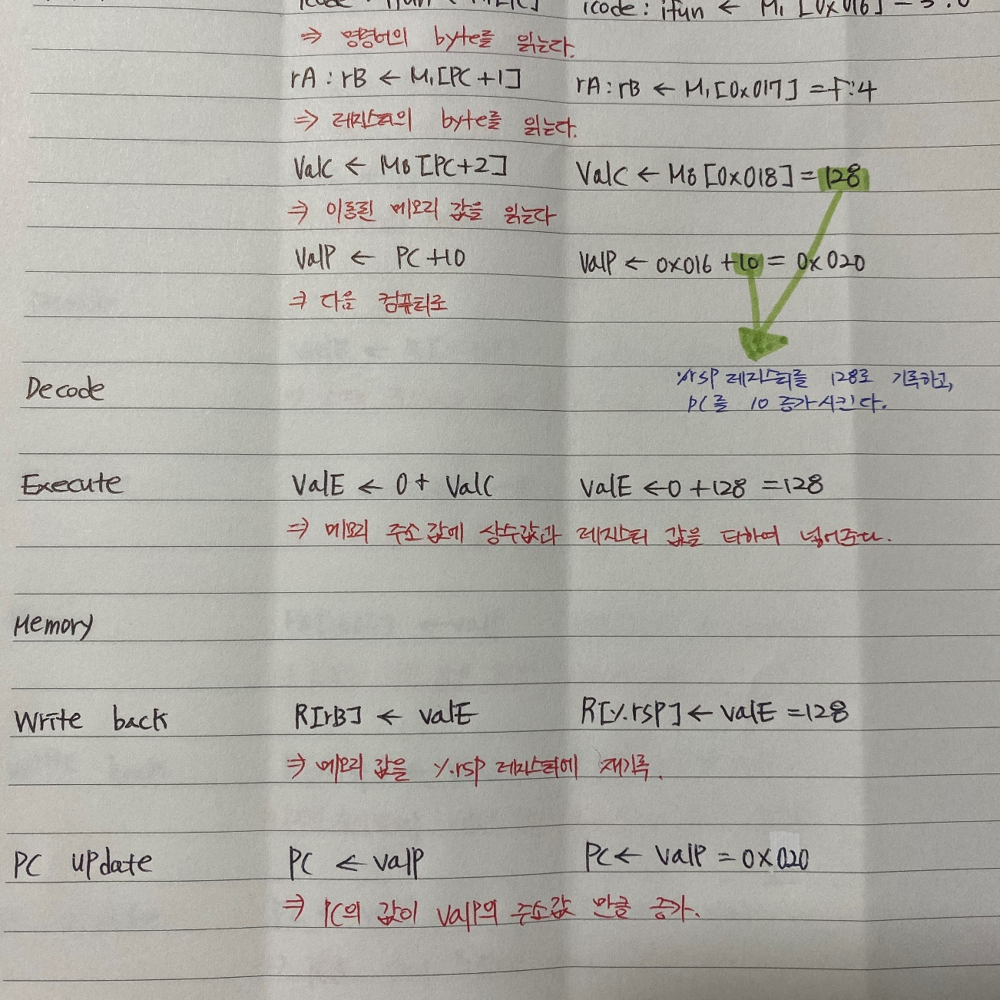 icode : ifun ← M₁[PC] icode : ifun ← M₁[0x016] = 3:0
⇒ 명령어의 byte를 읽는다.
rA : rB ← M₁[PC+1] rA : rB ← M₁[0x017] = f:4
⇒ 레지스터의 byte를 읽는다.
Valc ← M8[PC+2] Valc ← M8[0x018] = 128
⇒ 이동된 메모리 값을 읽는다
ValP ← PC+10 ValP ← 0x016 +10 = 0x020
⇒ 다음 컴퓨터로
%rsp 레지스터를 128로 기록하고,
Decode
PC를 10 증가시킨다.
Execute ValE ← 0 + ValC ValE ← 0 +128 = 128
⇒ 메모리 주소값에 상수값과 레지스터 값을 더하여 넣어준다.
Memory
Write back R[rB] ← valE R[%rsp] ← valE = 128
⇒ 메모리 값을 %rsp 레지스터에 재기록.
PC update PC ← valP PC ← ValP = 0x020
⇒ PC의 값이 ValP의 주소값 만큼 증가.